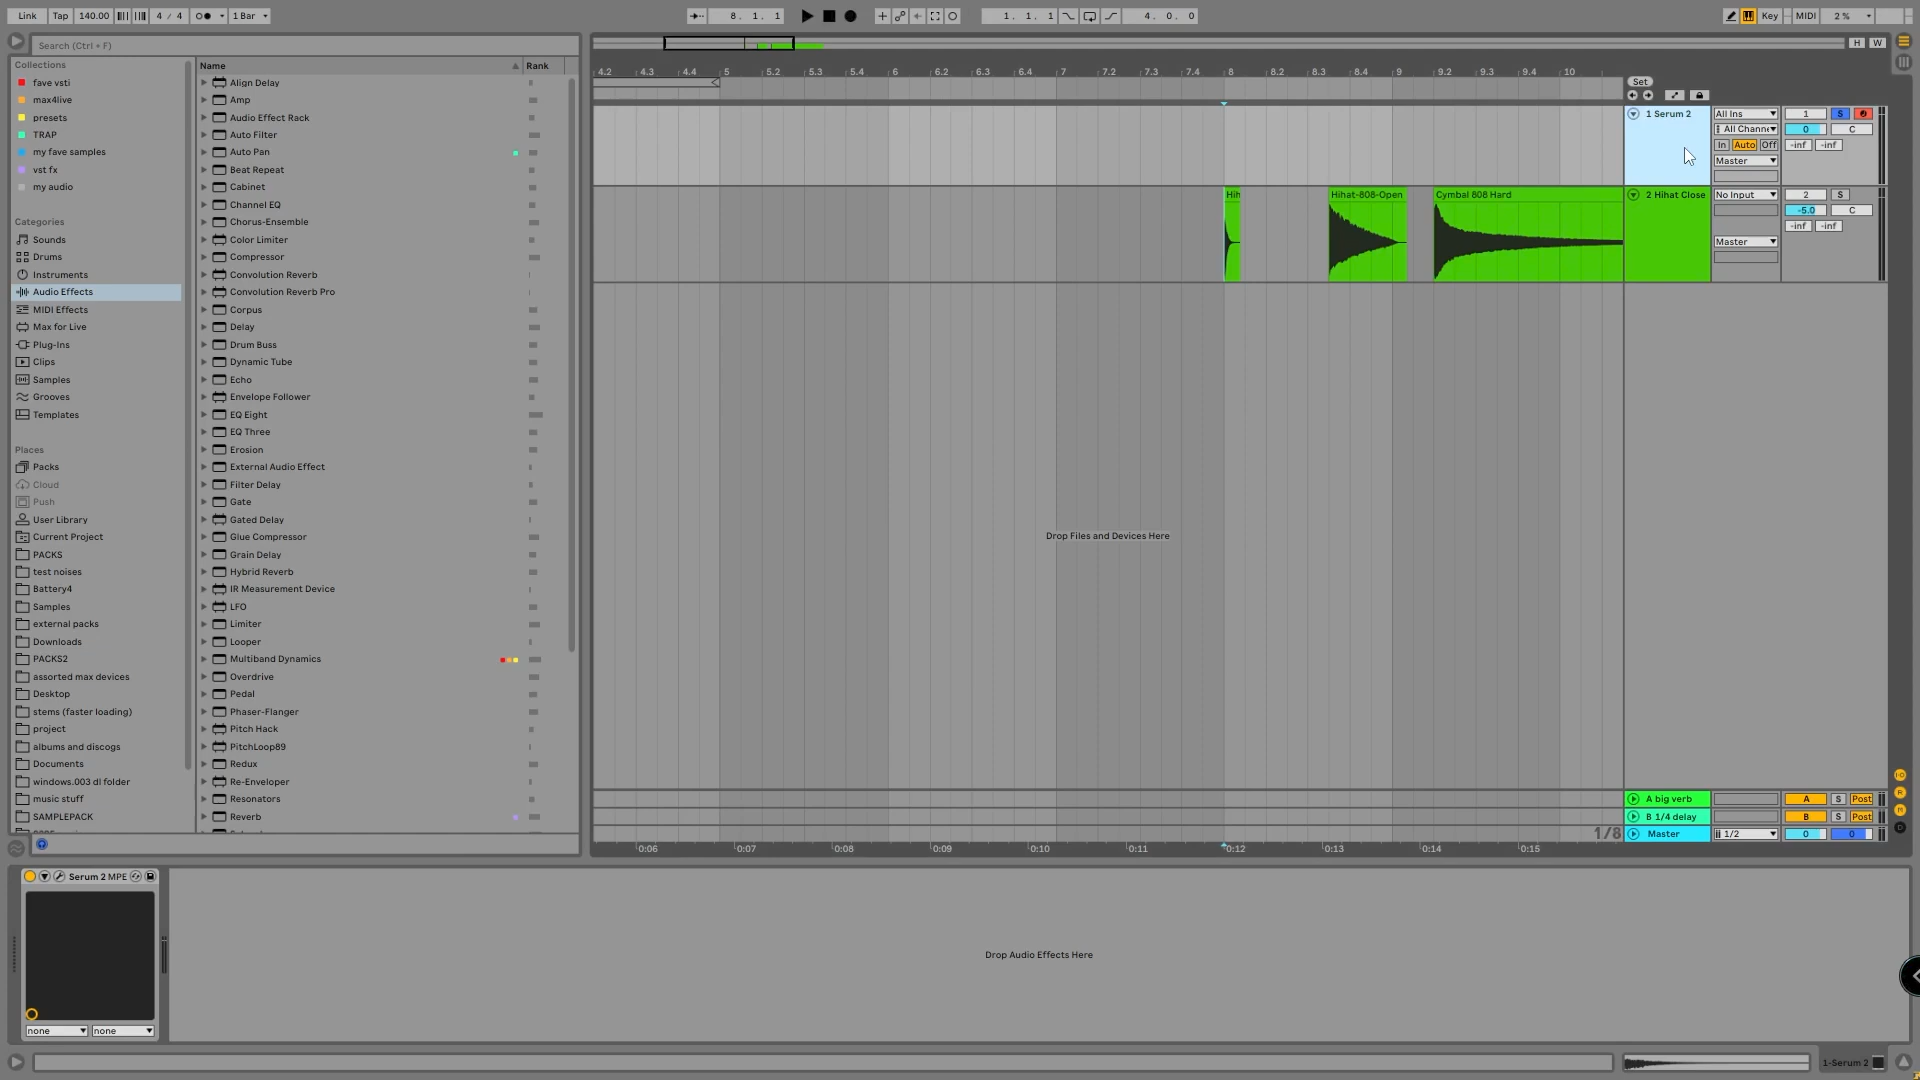 Link Tap 140.00 4 / 4 1 Bar 8. 1. 1 1. 1. 1 4. 0. 0 Key MIDI 2 %
Search (Ctrl + F)
H W
Collections
fave vsti
max4live
presets
TRAP
my fave samples
vst fx
my audio
Categories
Sounds
Drums
Instruments
Audio Effects
MIDI Effects
Max for Live
Plug-Ins
Clips
Samples
Grooves
Templates
Places
Packs
Cloud
Push
User Library
Current Project
PACKS
test noises
Battery4
Samples
external packs
Downloads
PACKS2
assorted max devices
Desktop
stems (faster loading)
project
albums and discogs
Documents
windows.003 dl folder
music stuff
SAMPLEPACK
Name Rank
Align Delay
Amp
Audio Effect Rack
Auto Filter
Auto Pan
Beat Repeat
Cabinet
Channel EQ
Chorus-Ensemble
Color Limiter
Compressor
Convolution Reverb
Convolution Reverb Pro
Corpus
Delay
Drum Buss
Dynamic Tube
Echo
Envelope Follower
EQ Eight
EQ Three
Erosion
External Audio Effect
Filter Delay
Gate
Gated Delay
Glue Compressor
Grain Delay
Hybrid Reverb
IR Measurement Device
LFO
Limiter
Looper
Multiband Dynamics
Overdrive
Pedal
Phaser-Flanger
Pitch Hack
PitchLoop89
Redux
Re-Enveloper
Resonators
Reverb
4.2 4.3 4.4 5 5.2 5.3 5.4 6 6.2 6.3 6.4 7 7.2 7.3 7.4 8 8.2 8.3 8.4 9 9.2 9.3 9.4 10
Set
1 Serum 2 All Ins 1 S
All Channe 0 C
In Auto Off -inf -inf
Master
Hih Hihat-808-Open Cymbal 808 Hard 2 Hihat Close No Input 2 S
-5.0 C
-inf -inf
Master
Drop Files and Devices Here
A big verb A S Post
B 1/4 delay B S Post
1/8 Master 1/2 0 0
0:06 0:07 0:08 0:09 0:10 0:11 0:12 0:13 0:14 0:15
Serum 2 MPE
Drop Audio Effects Here
none none
1-Serum 2